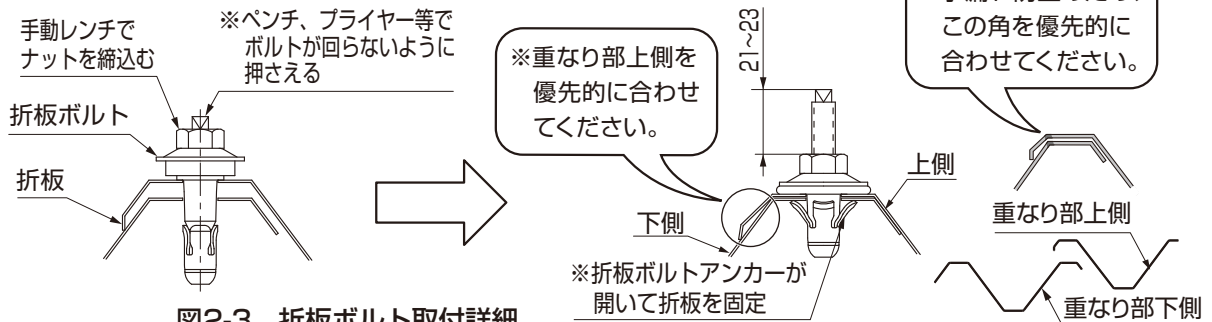 手動レンチで
ナットを締込む
※ペンチ、プライヤー等で
ボルトが回らないように
押さえる
折板ボルト
折板
※重なり部上側を
優先的に合わせ
てください。
21~23
この角を優先的に
合わせてください。
上側
下側
※折板ボルトアンカーが
開いて折板を固定
重なり部上側
重なり部下側
図2-3 折板ボルト取付詳細